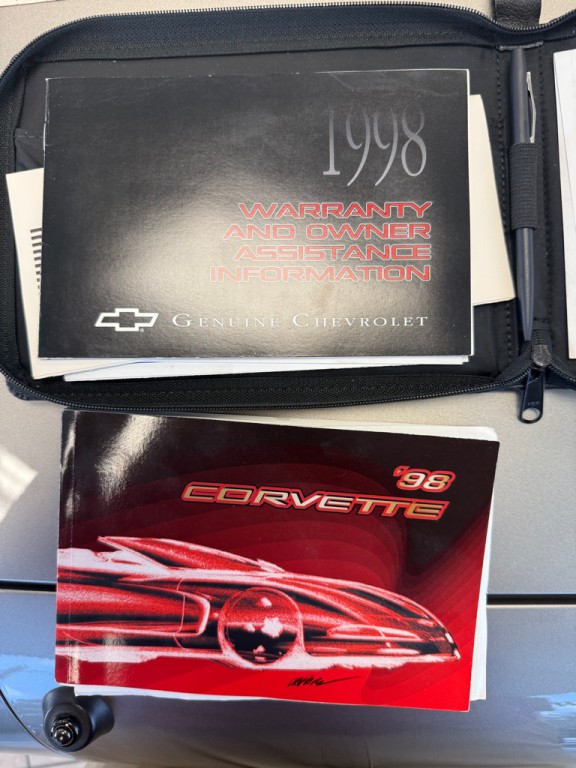 1998
WARRANTY
AND OWNER
ASSISTANCE
INFORMATION
GENUINE CHEVROLET
'98
CORVETTE